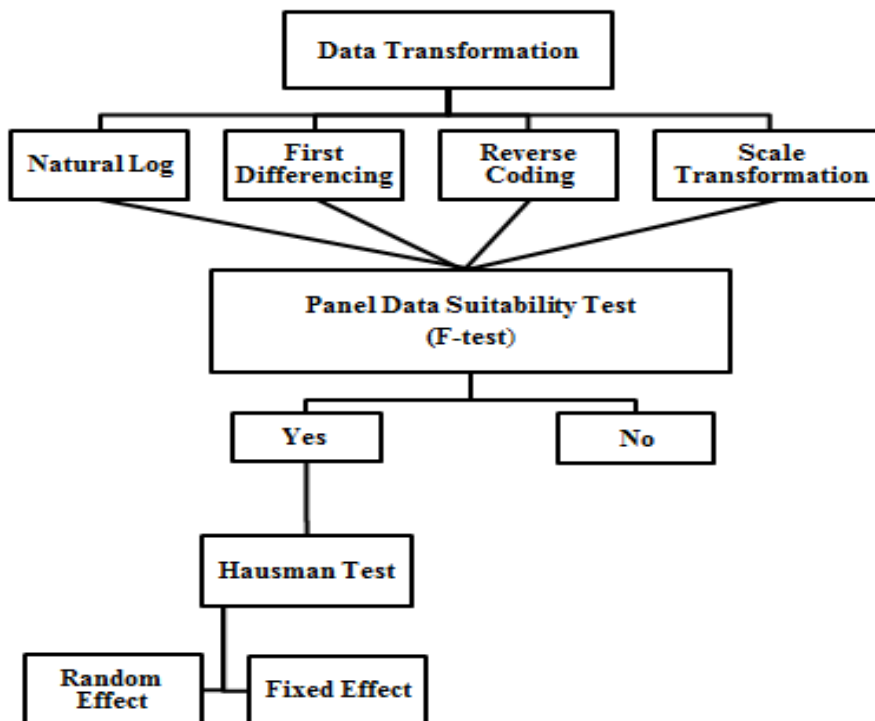 Data Transformation
Natural Log
First
Differencing
Reverse
Coding
Scale
Transformation
Panel Data Suitability Test
(F-test)
Yes
No
Hausman Test
Random
Effect
Fixed Effect